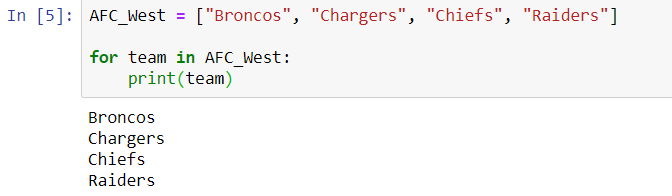 In [5]: AFC_West = ["Broncos", "Chargers", "Chiefs", "Raiders"]
for team in AFC_West:
    print(team)
Broncos
Chargers
Chiefs
Raiders